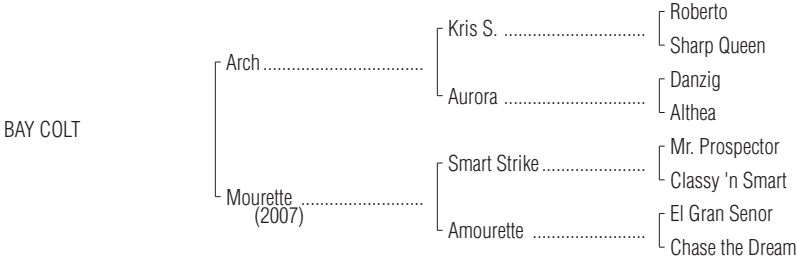 Roberto
Kris S. ................................
Sharp Queen
Arch ....................................
Danzig
Aurora ................................
Althea
BAY COLT
Mr. Prospector
Smart Strike .......................
Classy 'n Smart
Mourette ............................
(2007)
El Gran Senor
Amourette .........................
Chase the Dream